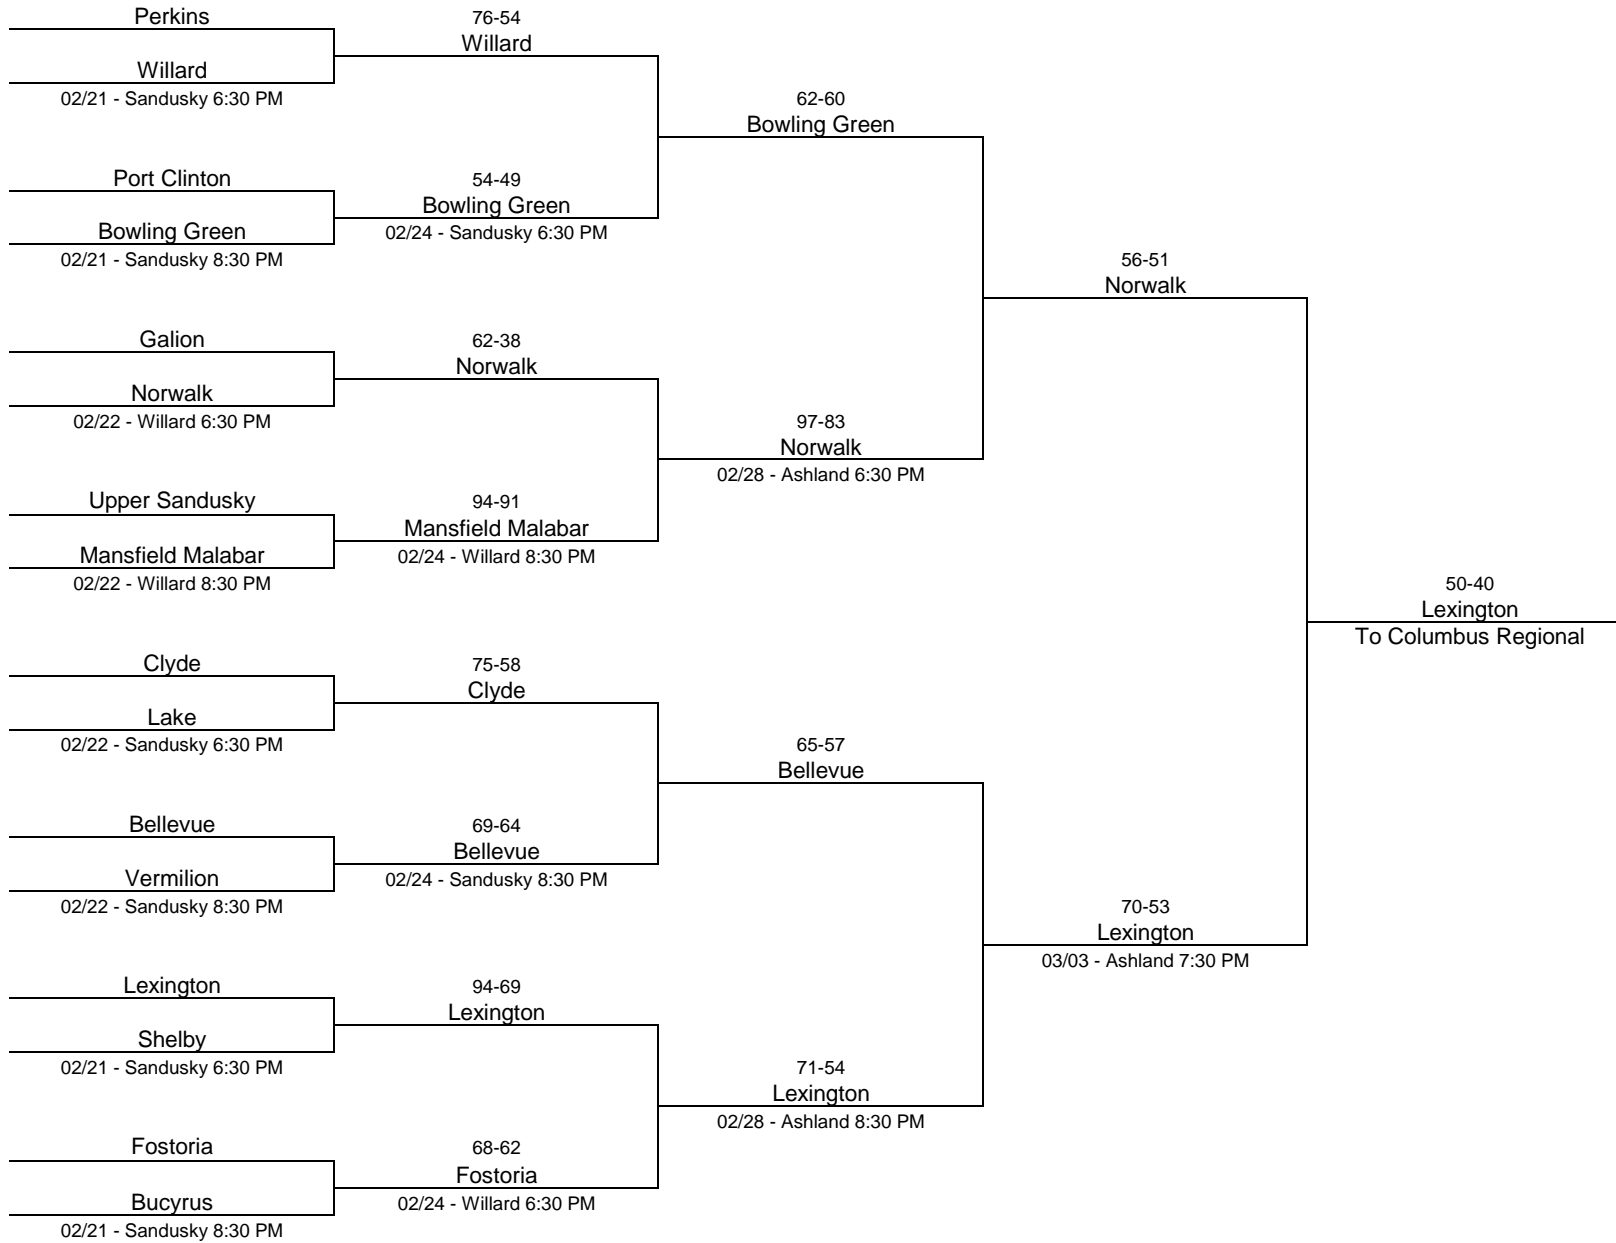 Perkins
Willard
02/21 - Sandusky 6:30 PM
Port Clinton
Bowling Green
02/21 - Sandusky 8:30 PM
Galion
Norwalk
02/22 - Willard 6:30 PM
Upper Sandusky
Mansfield Malabar
02/22 - Willard 8:30 PM
Clyde
Lake
02/22 - Sandusky 6:30 PM
Bellevue
Vermilion
02/22 - Sandusky 8:30 PM
Lexington
Shelby
02/21 - Sandusky 6:30 PM
Fostoria
Bucyrus
02/21 - Sandusky 8:30 PM
76-54
Willard
54-49
Bowling Green
02/24 - Sandusky 6:30 PM
62-38
Norwalk
94-91
Mansfield Malabar
02/24 - Willard 8:30 PM
75-58
Clyde
69-64
Bellevue
02/24 - Sandusky 8:30 PM
94-69
Lexington
68-62
Fostoria
02/24 - Willard 6:30 PM
62-60
Bowling Green
97-83
Norwalk
02/28 - Ashland 6:30 PM
65-57
Bellevue
71-54
Lexington
02/28 - Ashland 8:30 PM
56-51
Norwalk
70-53
Lexington
03/03 - Ashland 7:30 PM
50-40
Lexington
To Columbus Regional